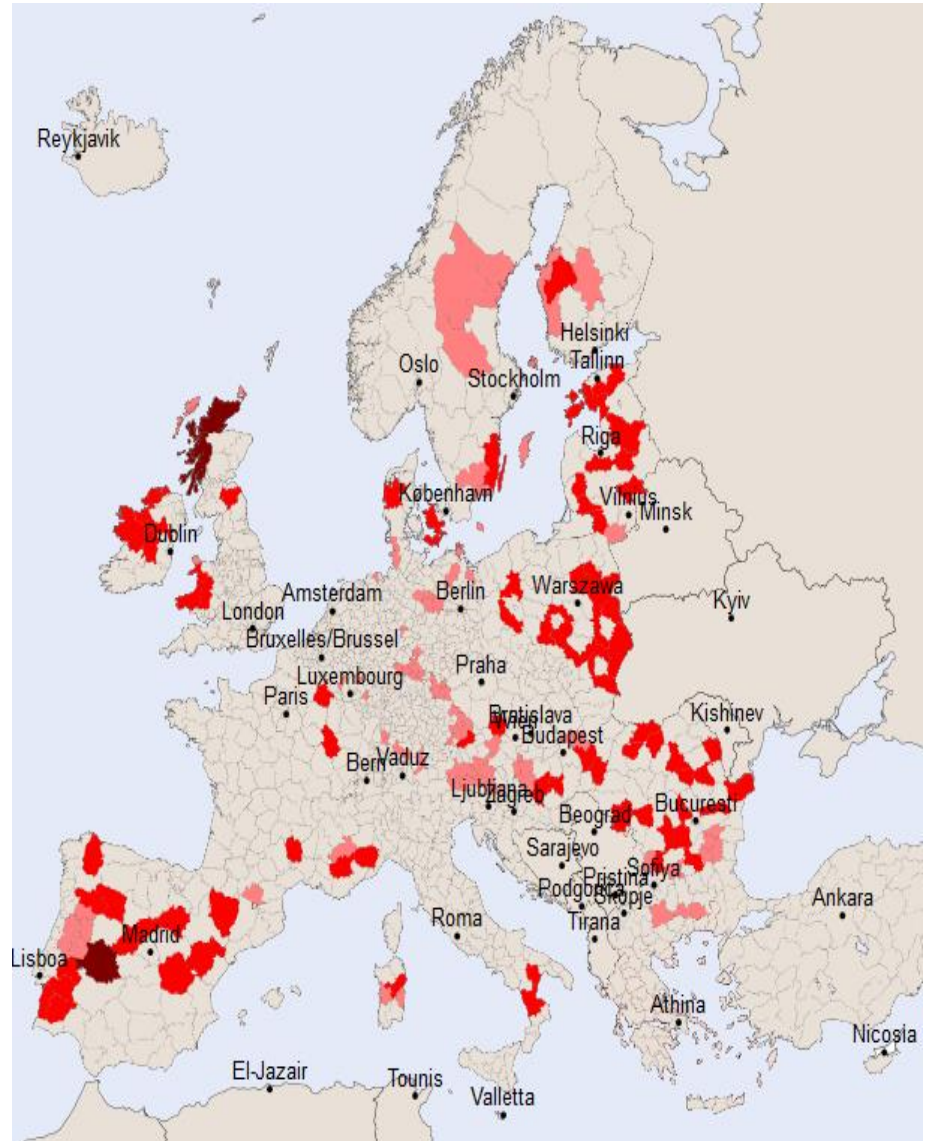 Reykjavik
Helsinki
Tallinn
Oslo
Stockholm
Riga
København
Vilnius
Minsk
Dublin
Amsterdam
Berlin
Warszawa
Kyiv
London
Bruxelles/Brussel
Praha
Luxembourg
Paris
Bratislava
Wien
Kishinev
Budapest
Bern
Vaduz
Ljubljana
Zagreb
Beograd
Bucuresti
Sarajevo
Pristina
Sofiya
Podgorica
Skopje
Ankara
Roma
Tirana
Madrid
Lisboa
Athina
Nicosia
El-Jazair
Tounis
Valletta